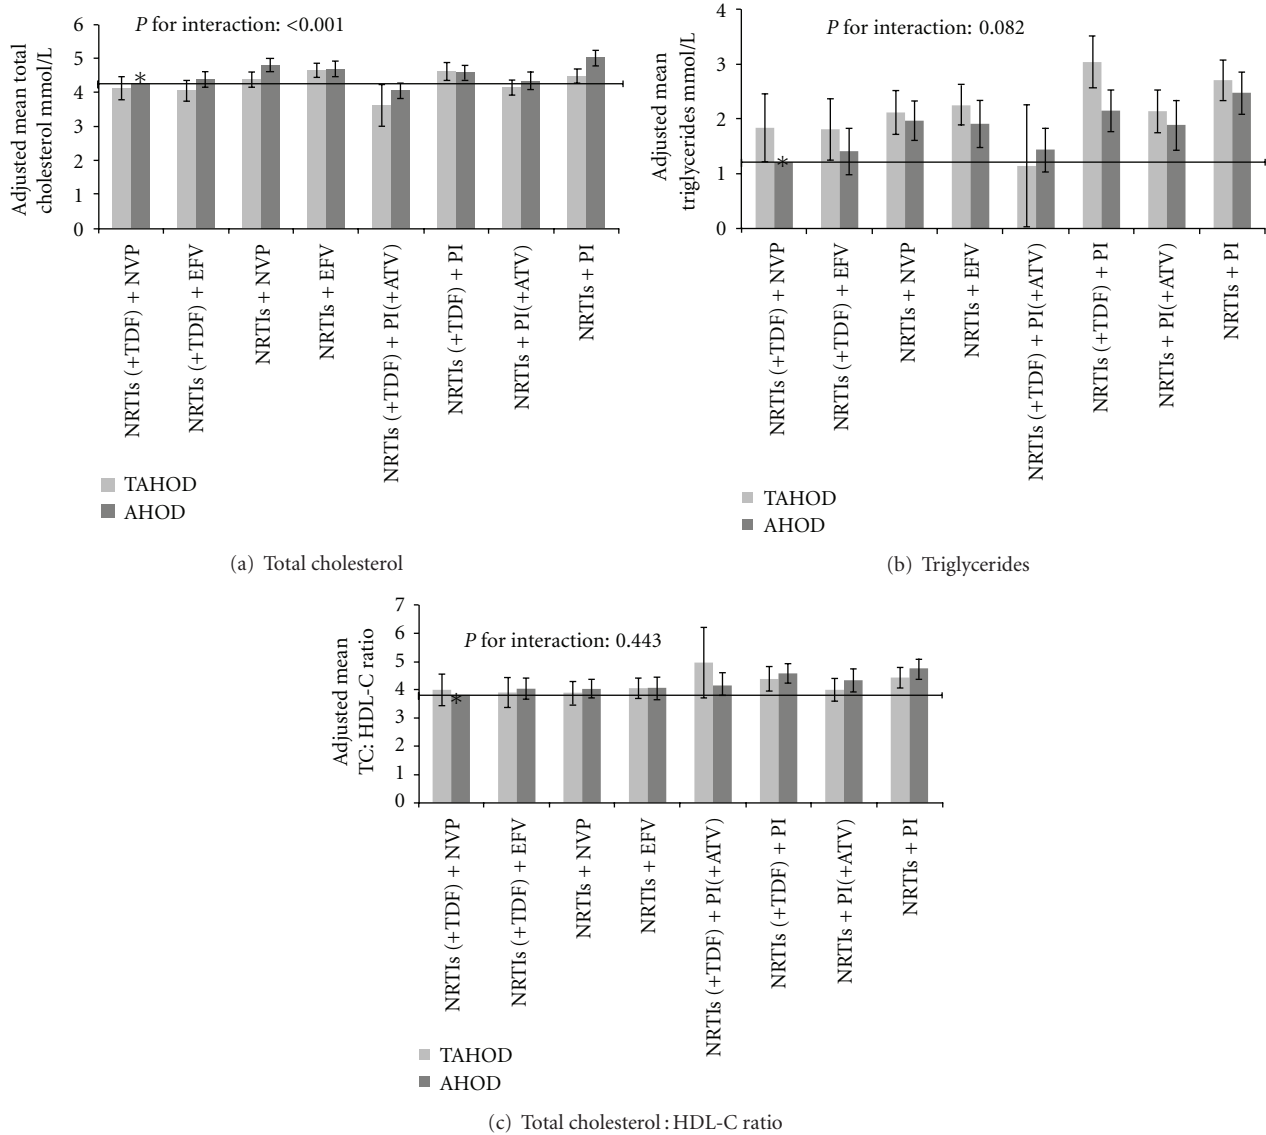 P for interaction: <0.001
Adjusted mean total
cholesterol mmol/L
6
5
4
3
2
1
0
*
NRTIs (+TDF) + NVP
NRTIs (+TDF) + EFV
NRTIs + NVP
NRTIs + EFV
NRTIs (+TDF) + PI(+ATV)
NRTIs (+TDF) + PI
NRTIs + PI(+ATV)
NRTIs + PI
TAHOD
AHOD
(a) Total cholesterol
P for interaction: 0.082
Adjusted mean
triglycerides mmol/L
4
3
2
1
0
*
NRTIs (+TDF) + NVP
NRTIs (+TDF) + EFV
NRTIs + NVP
NRTIs + EFV
NRTIs (+TDF) + PI(+ATV)
NRTIs (+TDF) + PI
NRTIs + PI(+ATV)
NRTIs + PI
TAHOD
AHOD
(b) Triglycerides
P for interaction: 0.443
Adjusted mean
TC: HDL-C ratio
7
6
5
4
3
2
1
0
*
NRTIs (+TDF) + NVP
NRTIs (+TDF) + EFV
NRTIs + NVP
NRTIs + EFV
NRTIs (+TDF) + PI(+ATV)
NRTIs (+TDF) + PI
NRTIs + PI(+ATV)
NRTIs + PI
TAHOD
AHOD
(c) Total cholesterol : HDL-C ratio